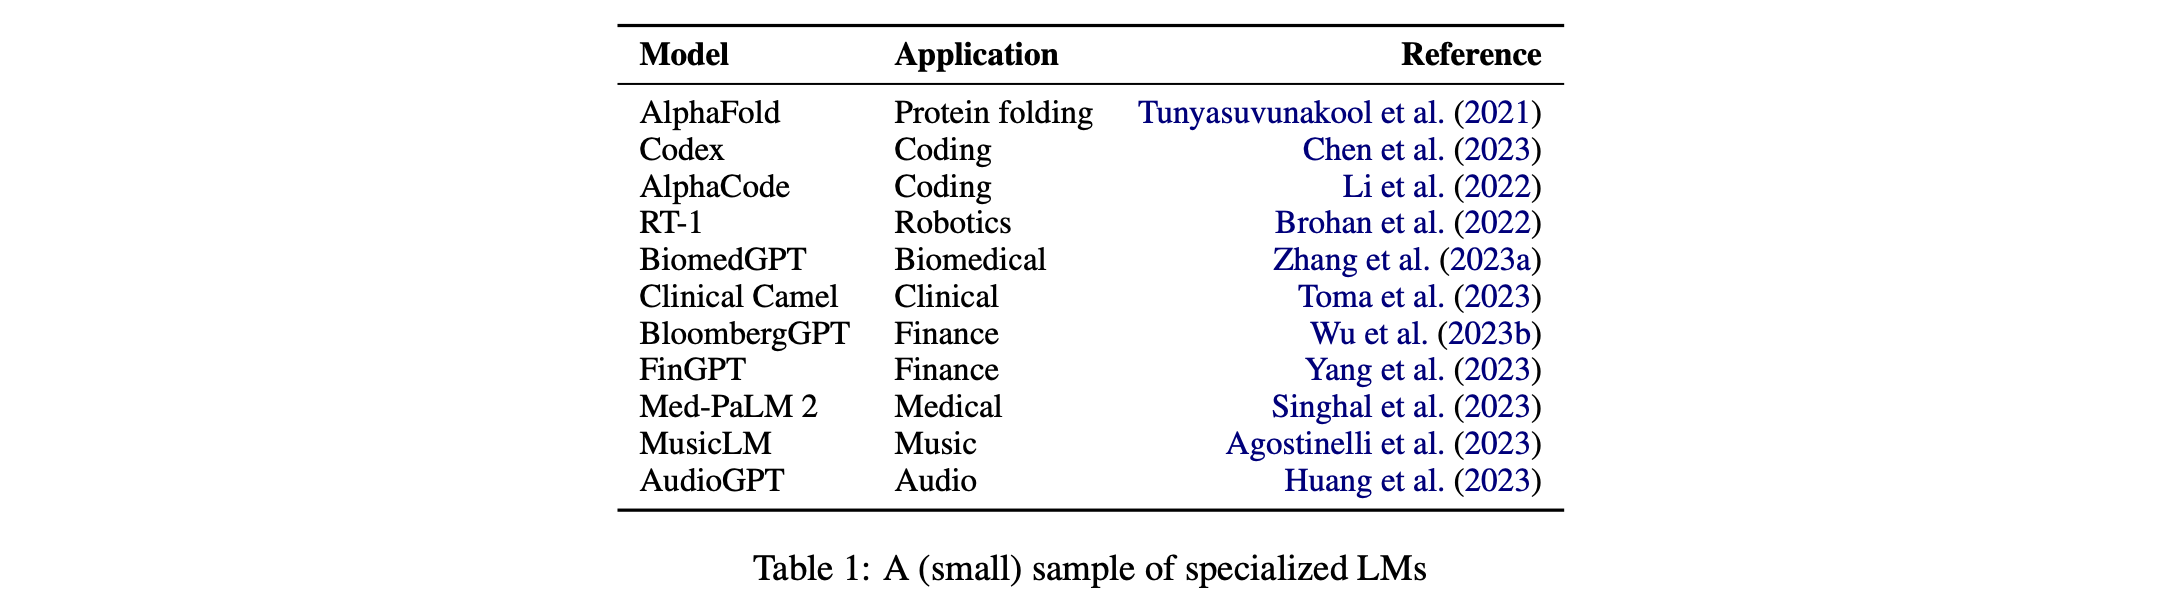 Model Application Reference
AlphaFold Protein folding Tunyasuvunakool et al. (2021)
Codex Coding Chen et al. (2023)
AlphaCode Coding Li et al. (2022)
RT-1 Robotics Brohan et al. (2022)
BiomedGPT Biomedical Zhang et al. (2023a)
Clinical Camel Clinical Toma et al. (2023)
BloombergGPT Finance Wu et al. (2023b)
FinGPT Finance Yang et al. (2023)
Med-PaLM 2 Medical Singhal et al. (2023)
MusicLM Music Agostinelli et al. (2023)
AudioGPT Audio Huang et al. (2023)
Table 1: A (small) sample of specialized LMs